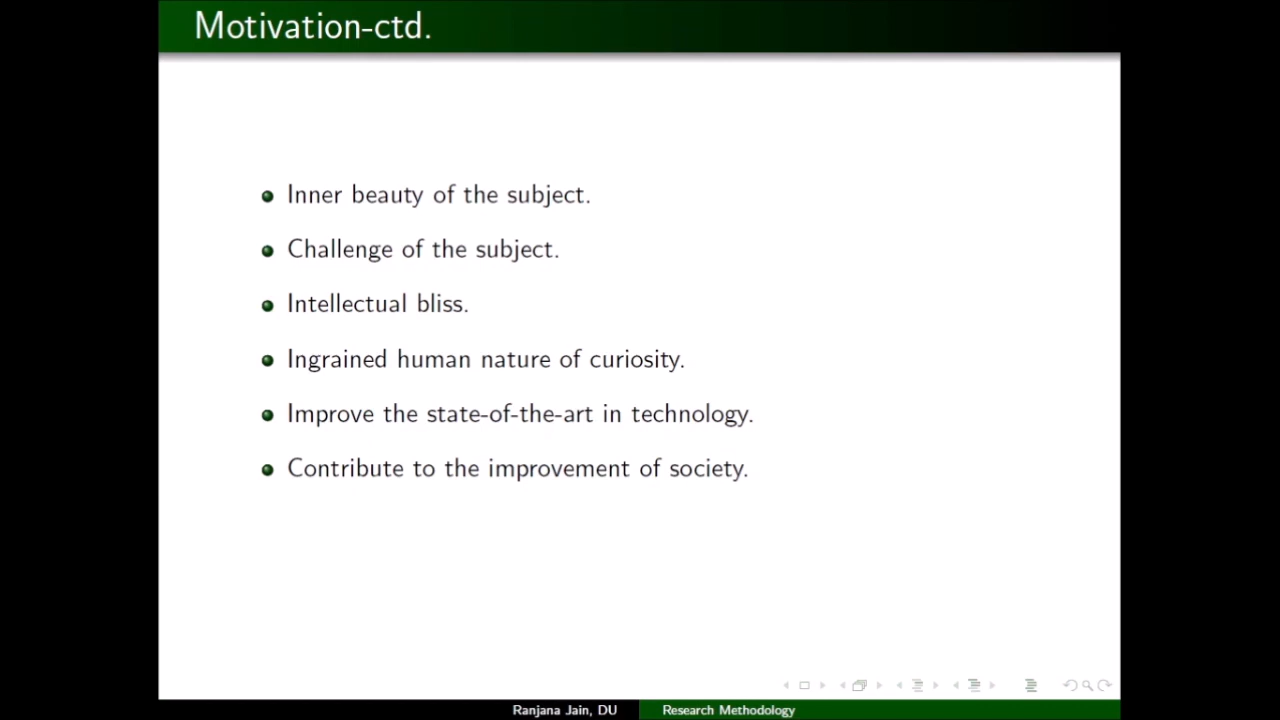 Motivation-ctd.
Inner beauty of the subject.
Challenge of the subject.
Intellectual bliss.
Ingrained human nature of curiosity.
Improve the state-of-the-art in technology.
Contribute to the improvement of society.
Ranjana Jain, DU
Research Methodology